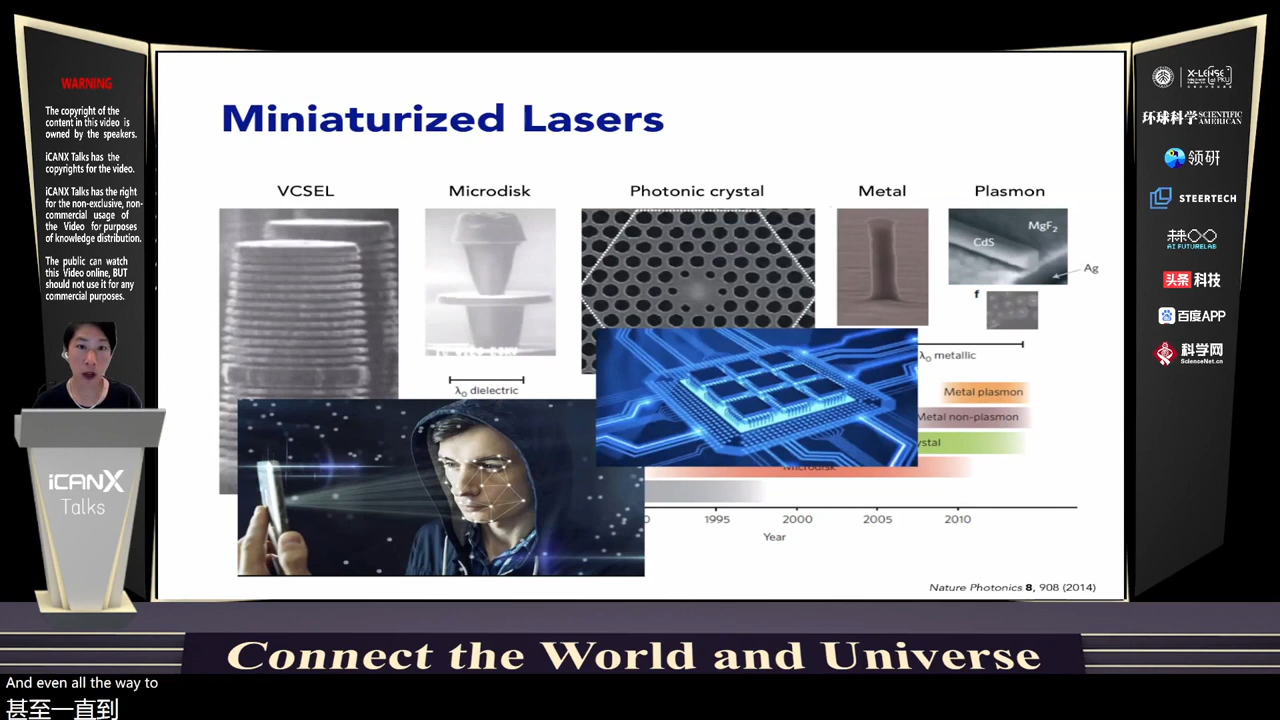 WARNING
The copyright of the
content in this video is
owned by the speakers.
iCANX Talks has the
copyrights for the video.
iCANX Talks has the right
for the non-exclusive, non-
commercial usage of
the Video for purposes
of knowledge distribution.
The public can watch
this Video online, BUT
should not use it for any
commercial purposes.
iCANX
Talks
Miniaturized Lasers
VCSEL
Microdisk
Photonic crystal
Metal
Plasmon
CdS
MgF2
Ag
f
λ0 dielectric
λ0 metallic
Metal plasmon
Metal non-plasmon
ystal
Microdisk
1995
2000
2005
2010
Year
Nature Photonics 8, 908 (2014)
X-LENSE
环球科学 SCIENTIFIC AMERICAN
领研
STEERTECH
AI FUTURELAB
头条 科技
百度APP
科学网
ScienceNet.cn
Connect the World and Universe
And even all the way to
甚至一直到